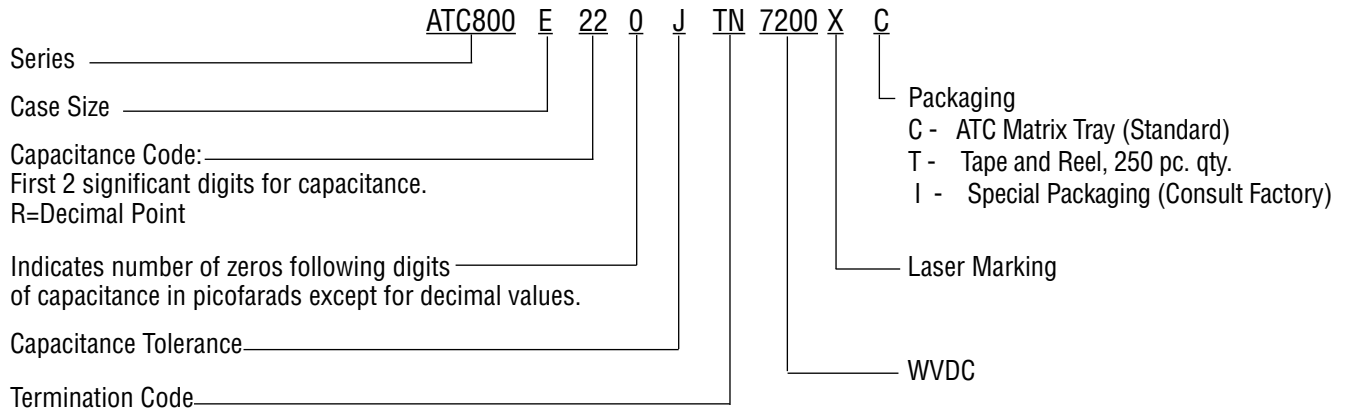 ATC800 E 22 0 J TN 7200 X C
Series
Case Size
Capacitance Code:
First 2 significant digits for capacitance.
R=Decimal Point
Indicates number of zeros following digits
of capacitance in picofarads except for decimal values.
Capacitance Tolerance
Termination Code
Packaging
C - ATC Matrix Tray (Standard)
T - Tape and Reel, 250 pc. qty.
I - Special Packaging (Consult Factory)
Laser Marking
WVDC